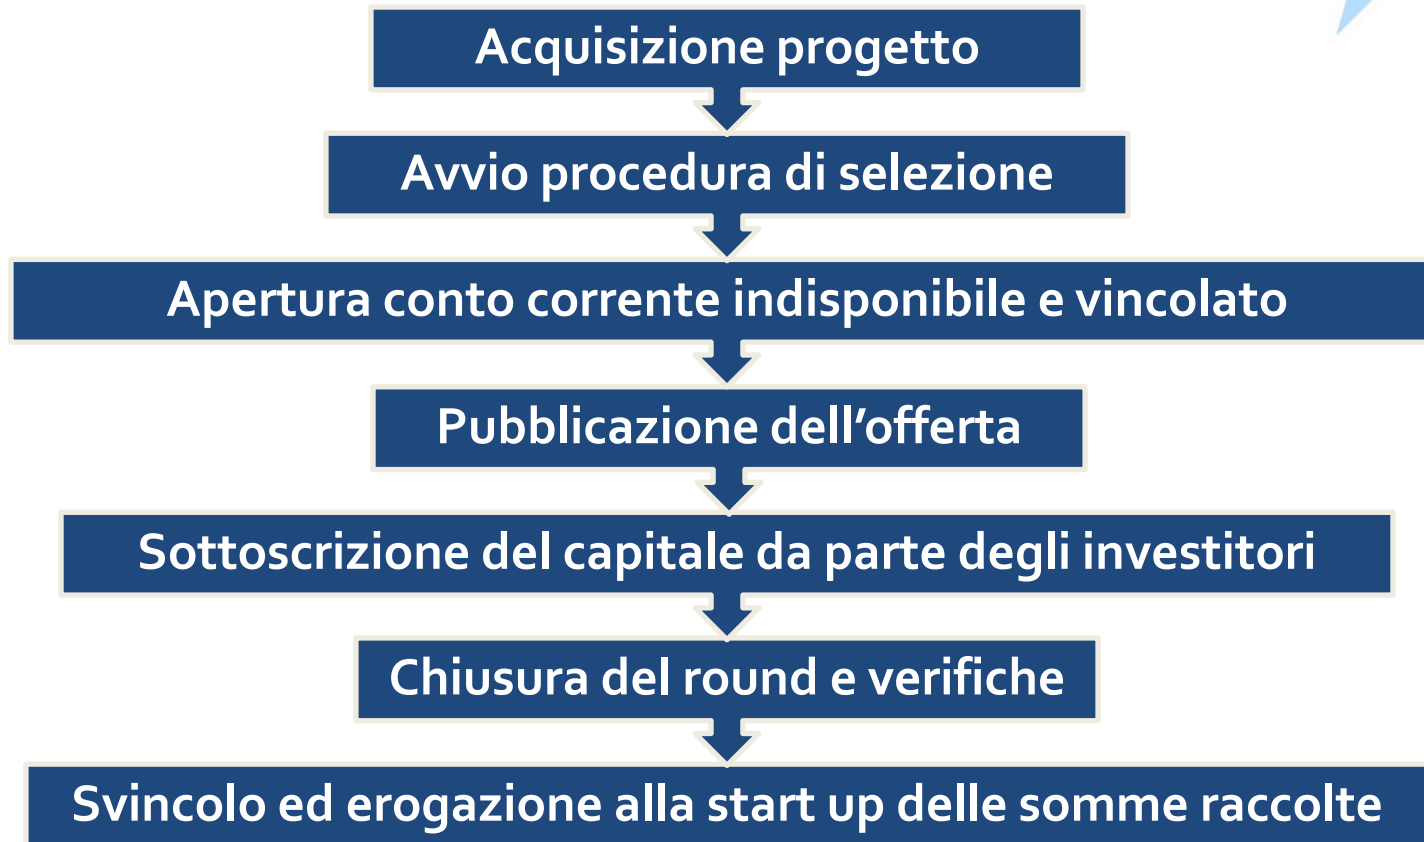 Acquisizione progetto
Avvio procedura di selezione
Apertura conto corrente indisponibile e vincolato
Pubblicazione dell’offerta
Sottoscrizione del capitale da parte degli investitori
Chiusura del round e verifiche
Svincolo ed erogazione alla start up delle somme raccolte